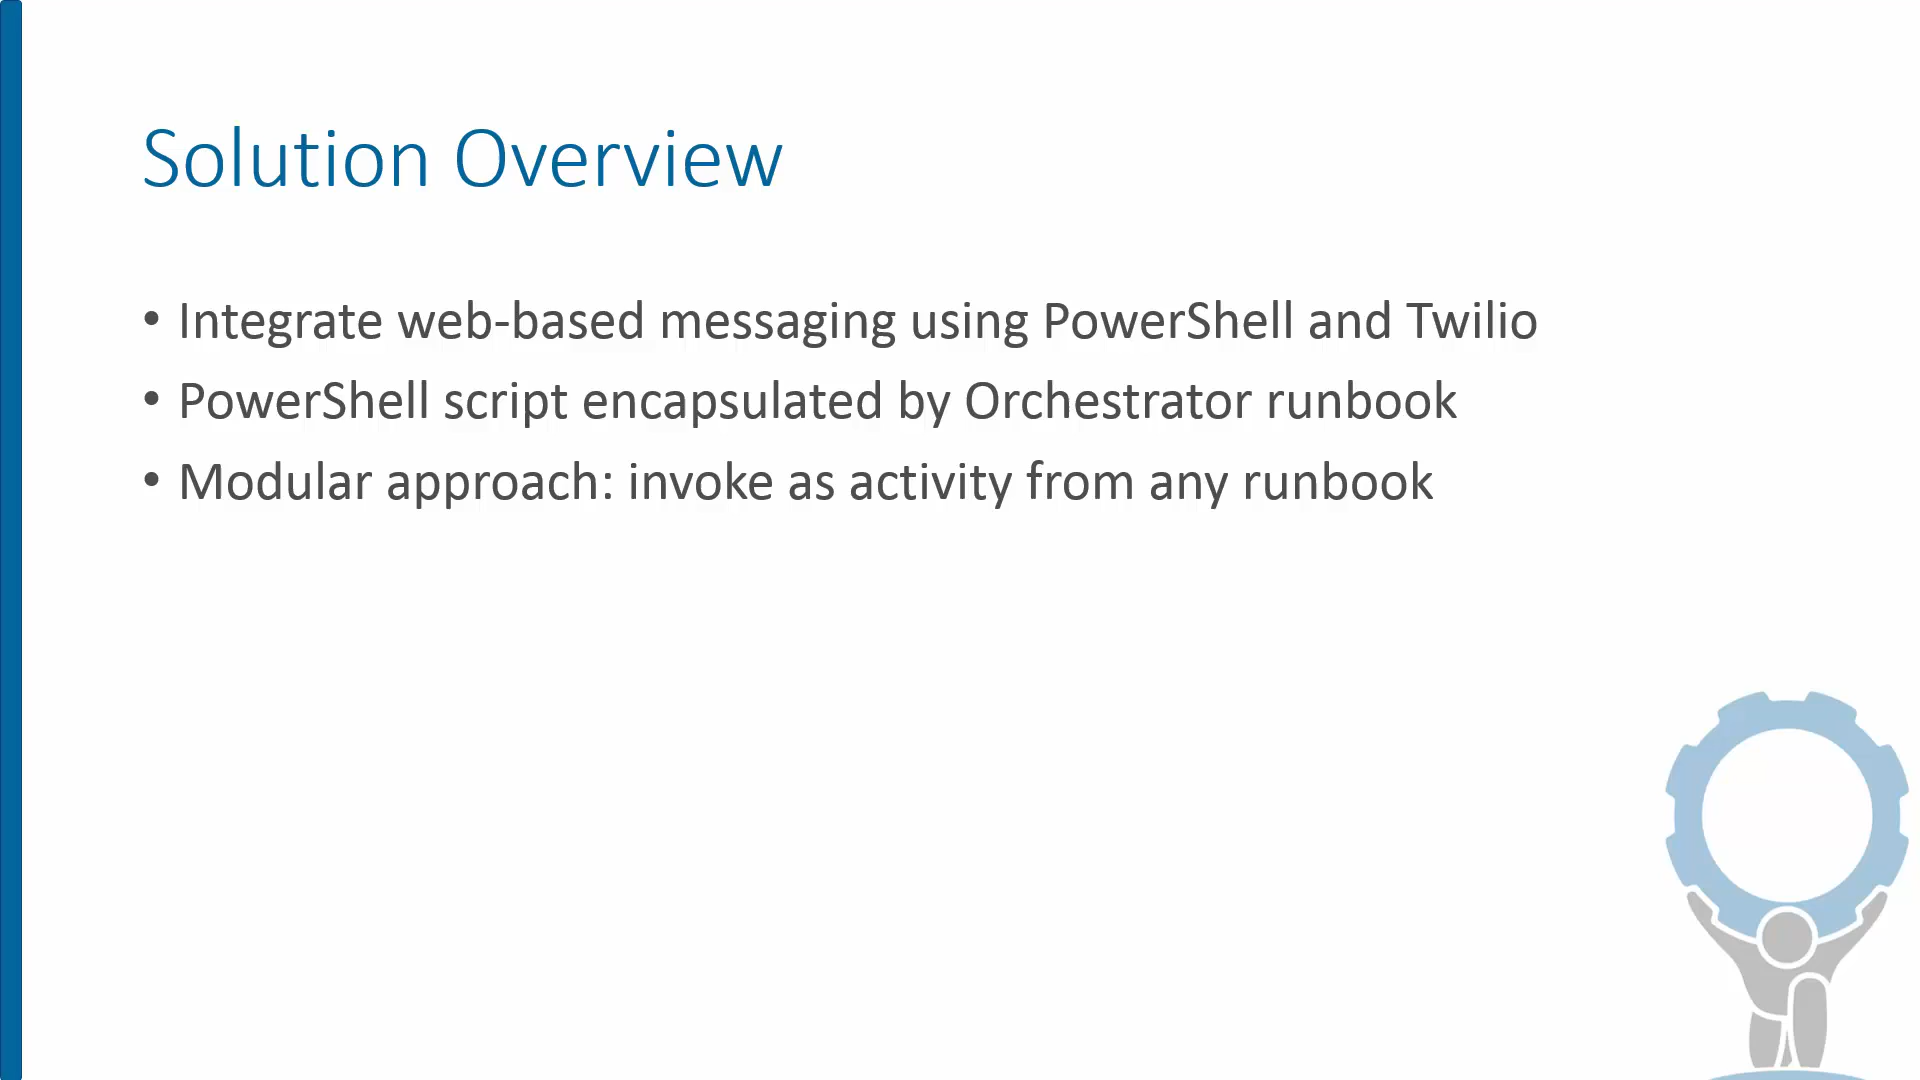 Solution Overview
• Integrate web-based messaging using PowerShell and Twilio
• PowerShell script encapsulated by Orchestrator runbook
• Modular approach: invoke as activity from any runbook